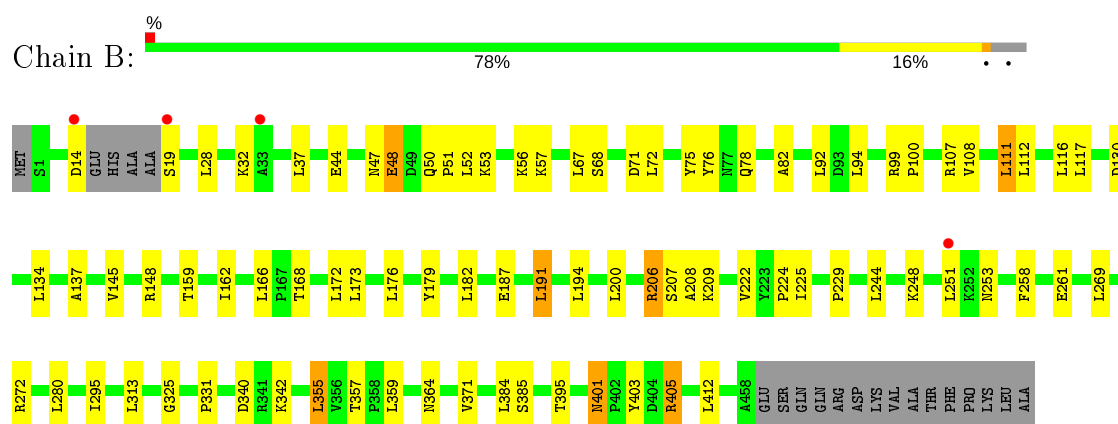 %
Chain B:
78% 16% • •
MET S1 D14 GLU HIS ALA ALA S19 L28 K32 A33 L37 E44 N47 E48 D49 Q50 P51 L52 K53 K56 K57 L67 S68 D71 L72 Y75 Y76 N77 Q78 A82 L92 D93 L94 R99 P100 R107 V108 L111 L112 L116 L117 D130
L134 A137 V145 R148 T159 I162 L166 P167 T168 L172 L173 L176 Y179 L182 E187 L191 L194 L200 R206 S207 A208 K209 V222 Y223 P224 I225 P229 L244 K248 L251 K252 N253 F258 E261 L269
R272 L280 I295 L313 G325 P331 D340 R341 K342 L355 V356 T357 P358 L359 N364 V371 L384 S385 T395 N401 P402 Y403 D404 R405 L412 A458 GLU SER GLN GLN ARG ASP LYS VAL ALA THR PHE PRO LYS LEU ALA